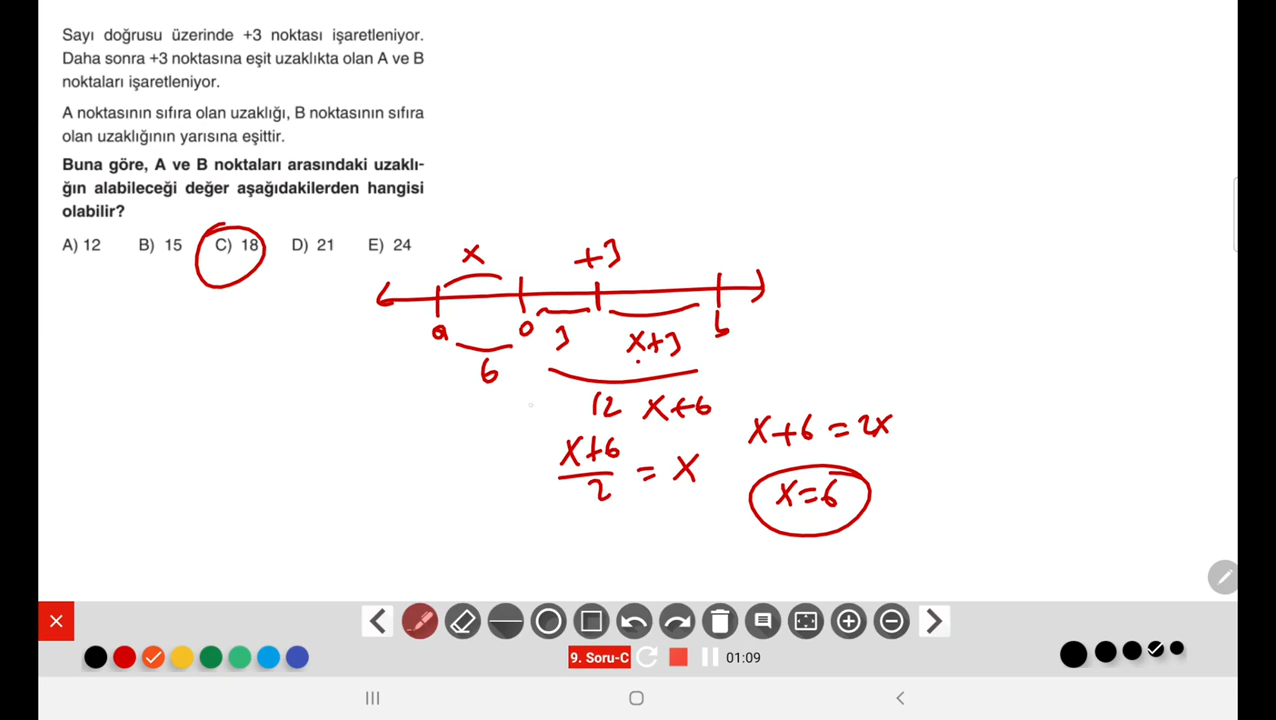 Sayı doğrusu üzerinde +3 noktası işaretleniyor.
Daha sonra +3 noktasına eşit uzaklıkta olan A ve B
noktaları işaretleniyor.
A noktasının sıfıra olan uzaklığı, B noktasının sıfıra
olan uzaklığının yarısına eşittir.
Buna göre, A ve B noktaları arasındaki uzaklı-
ğın alabileceği değer aşağıdakilerden hangisi
olabilir?
A) 12 B) 15 C) 18 D) 21 E) 24
x +3
a 0 3 x+3 b
6
12 x+6
x+6 = 2x
x+6
2 = x
x=6
9. Soru-C 01:09